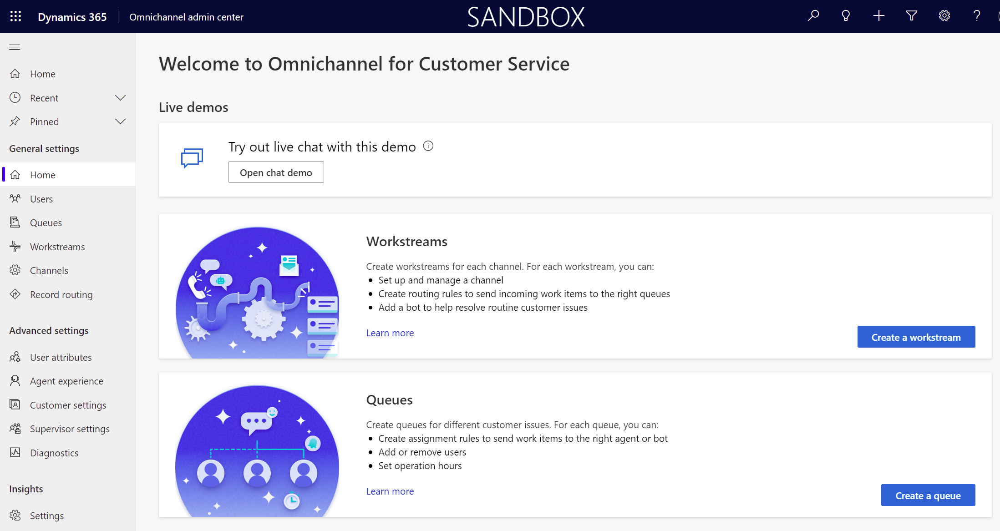 Dynamics 365
Omnichannel admin center
SANDBOX
Home
Recent
Pinned
General settings
Home
Users
Queues
Workstreams
Channels
Record routing
Advanced settings
User attributes
Agent experience
Customer settings
Supervisor settings
Diagnostics
Insights
Settings
Welcome to Omnichannel for Customer Service
Live demos
Try out live chat with this demo
Open chat demo
Workstreams
Create workstreams for each channel. For each workstream, you can:
• Set up and manage a channel
• Create routing rules to send incoming work items to the right queues
• Add a bot to help resolve routine customer issues
Learn more
Create a workstream
Queues
Create queues for different customer issues. For each queue, you can:
• Create assignment rules to send work items to the right agent or bot
• Add or remove users
• Set operation hours
Learn more
Create a queue